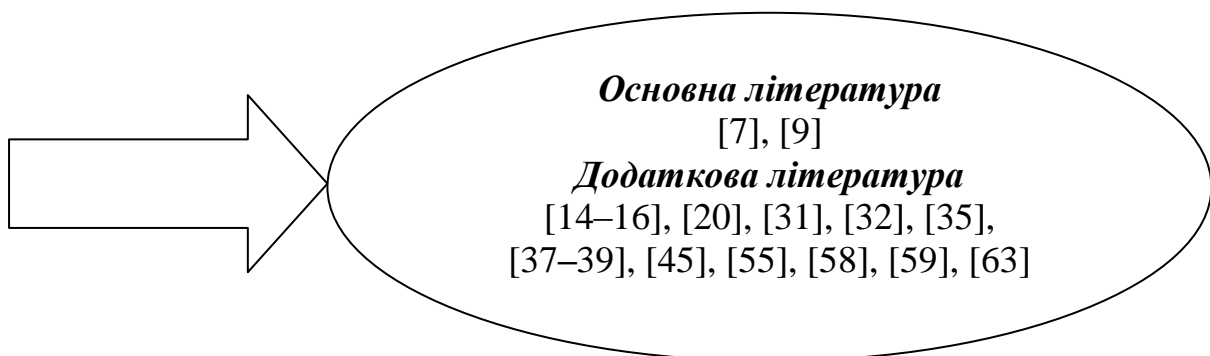 Основна література
[7], [9]
Додаткова література
[14–16], [20], [31], [32], [35],
[37–39], [45], [55], [58], [59], [63]